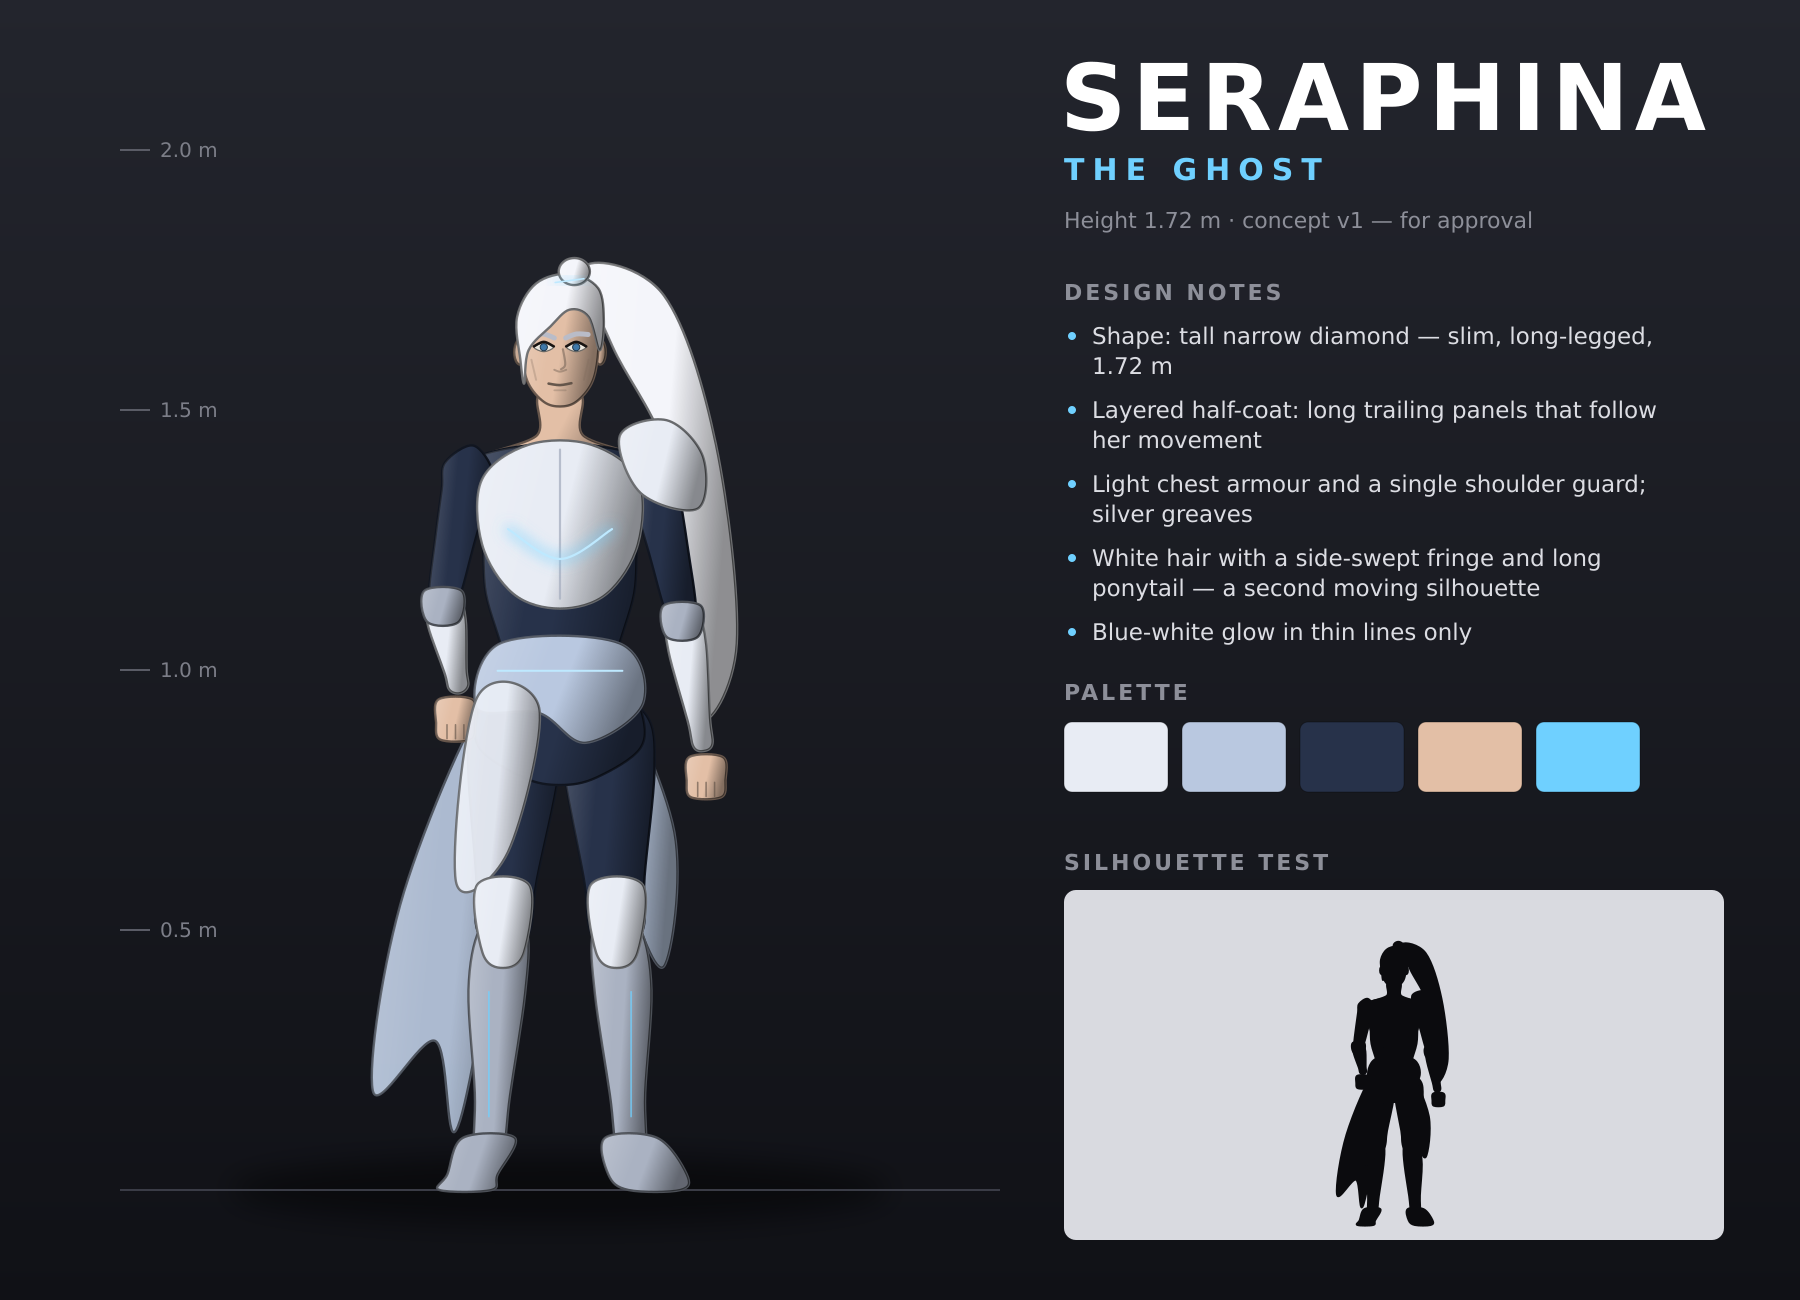 SERAPHINA
THE GHOST
Height 1.72 m · concept v1 — for approval
2.0 m
1.5 m
1.0 m
0.5 m
DESIGN NOTES
• Shape: tall narrow diamond — slim, long-legged,
1.72 m
• Layered half-coat: long trailing panels that follow
her movement
• Light chest armour and a single shoulder guard;
silver greaves
• White hair with a side-swept fringe and long
ponytail — a second moving silhouette
• Blue-white glow in thin lines only
PALETTE
SILHOUETTE TEST